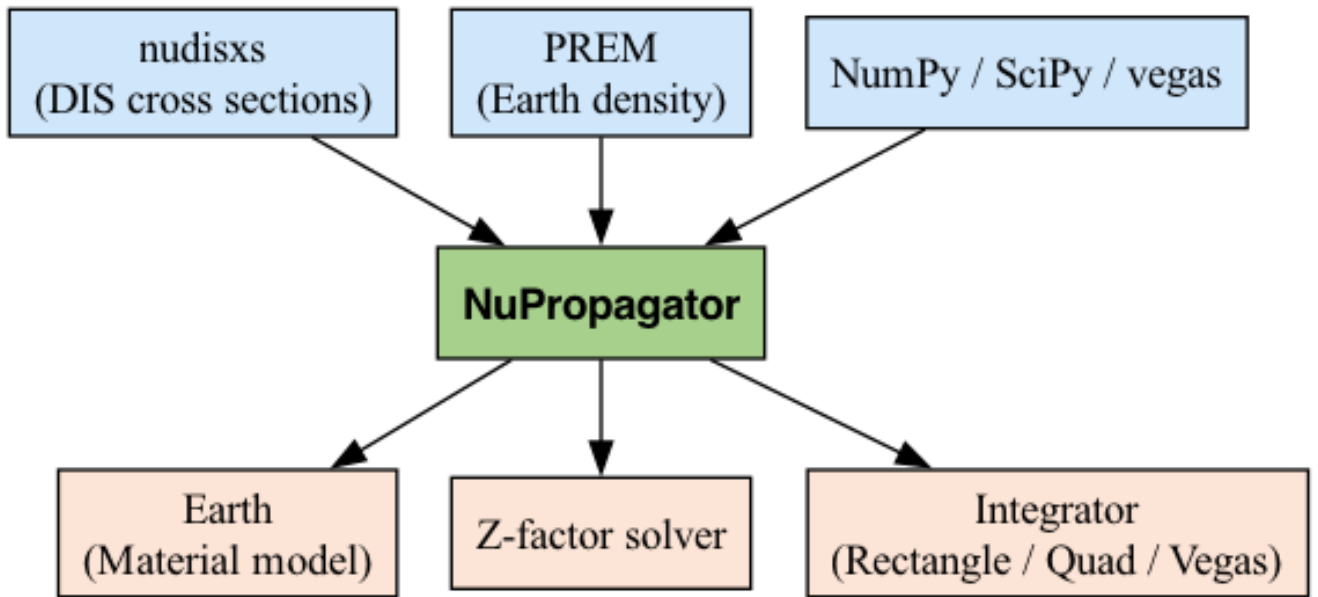 nudisxs
(DIS cross sections)
PREM
(Earth density)
NumPy / SciPy / vegas
NuPropagator
Earth
(Material model)
Z-factor solver
Integrator
(Rectangle / Quad / Vegas)